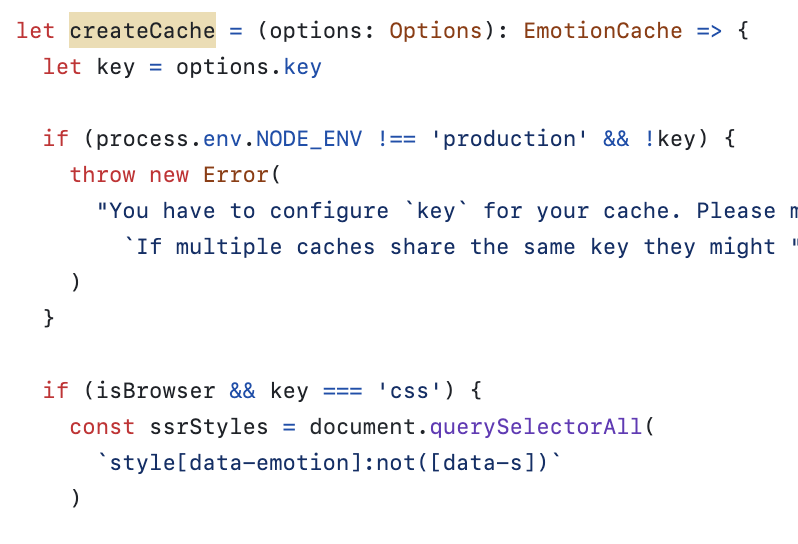 let createCache = (options: Options): EmotionCache => {
  let key = options.key

  if (process.env.NODE_ENV !== 'production' && !key) {
    throw new Error(
      "You have to configure `key` for your cache. Please
        `If multiple caches share the same key they might "
    )
  }

  if (isBrowser && key === 'css') {
    const ssrStyles = document.querySelectorAll(
      `style[data-emotion]:not([data-s])`
    )